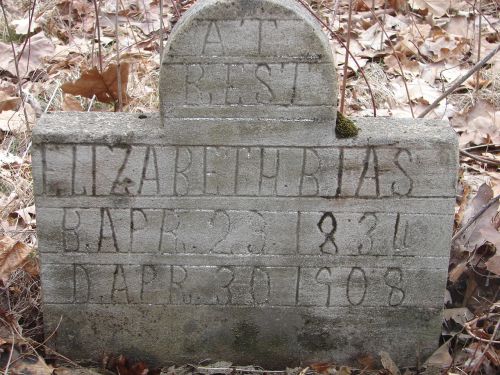 AT
REST
ELIZABETH.BIAS
B.APR.23.1834
D.APR.30.1908